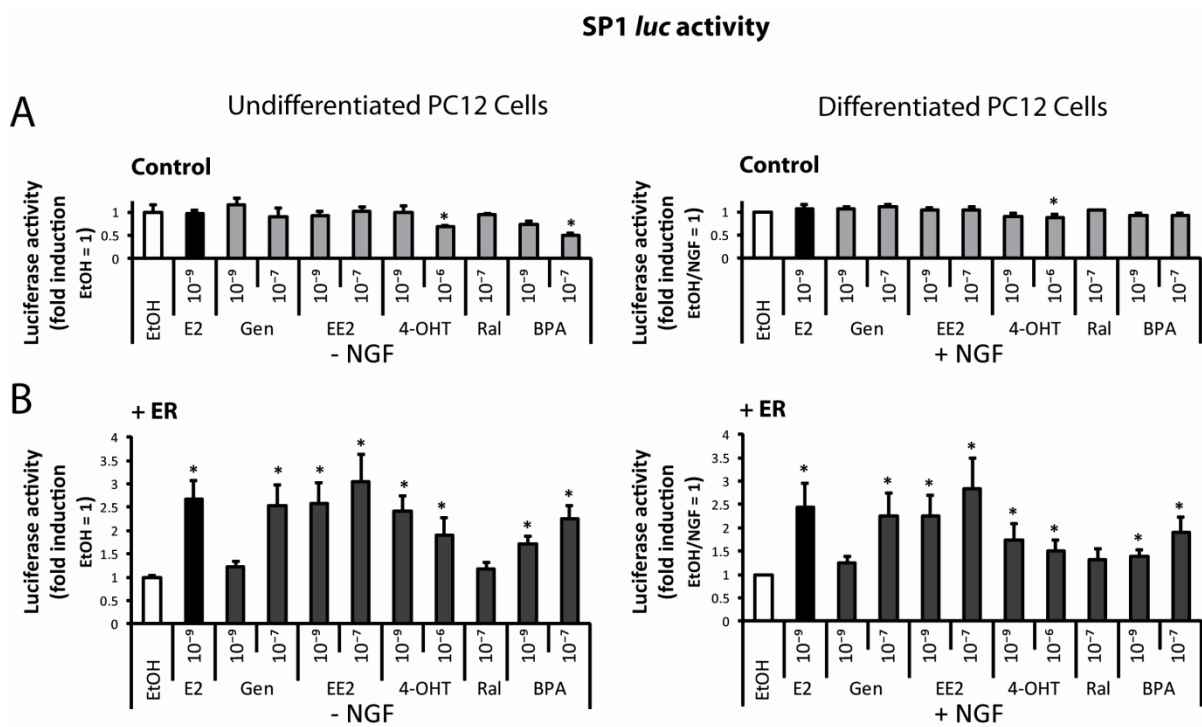 SP1 luc activity
A
Undifferentiated PC12 Cells
Differentiated PC12 Cells
Control
Luciferase activity
(fold induction
EtOH = 1)
1
0.5
0
* *
EtOH 10⁻⁹ 10⁻⁹ 10⁻⁷ 10⁻⁹ 10⁻⁷ 10⁻⁹ 10⁻⁶ 10⁻⁷ 10⁻⁹ 10⁻⁷
E2 Gen EE2 4-OHT Ral BPA
- NGF
Control
Luciferase activity
(fold induction
EtOH/NGF = 1)
1
0.5
0
*
EtOH 10⁻⁹ 10⁻⁹ 10⁻⁷ 10⁻⁹ 10⁻⁷ 10⁻⁹ 10⁻⁶ 10⁻⁷ 10⁻⁹ 10⁻⁷
E2 Gen EE2 4-OHT Ral BPA
+ NGF
B
+ ER
Luciferase activity
(fold induction
EtOH = 1)
4
3.5
3
2.5
2
1.5
1
0.5
0
* * * * * * * *
EtOH 10⁻⁹ 10⁻⁹ 10⁻⁷ 10⁻⁹ 10⁻⁷ 10⁻⁹ 10⁻⁶ 10⁻⁷ 10⁻⁹ 10⁻⁷
E2 Gen EE2 4-OHT Ral BPA
- NGF
+ ER
Luciferase activity
(fold induction
EtOH/NGF = 1)
4
3.5
3
2.5
2
1.5
1
0.5
0
* * * * * * * *
EtOH 10⁻⁹ 10⁻⁹ 10⁻⁷ 10⁻⁹ 10⁻⁷ 10⁻⁹ 10⁻⁶ 10⁻⁷ 10⁻⁹ 10⁻⁷
E2 Gen EE2 4-OHT Ral BPA
+ NGF